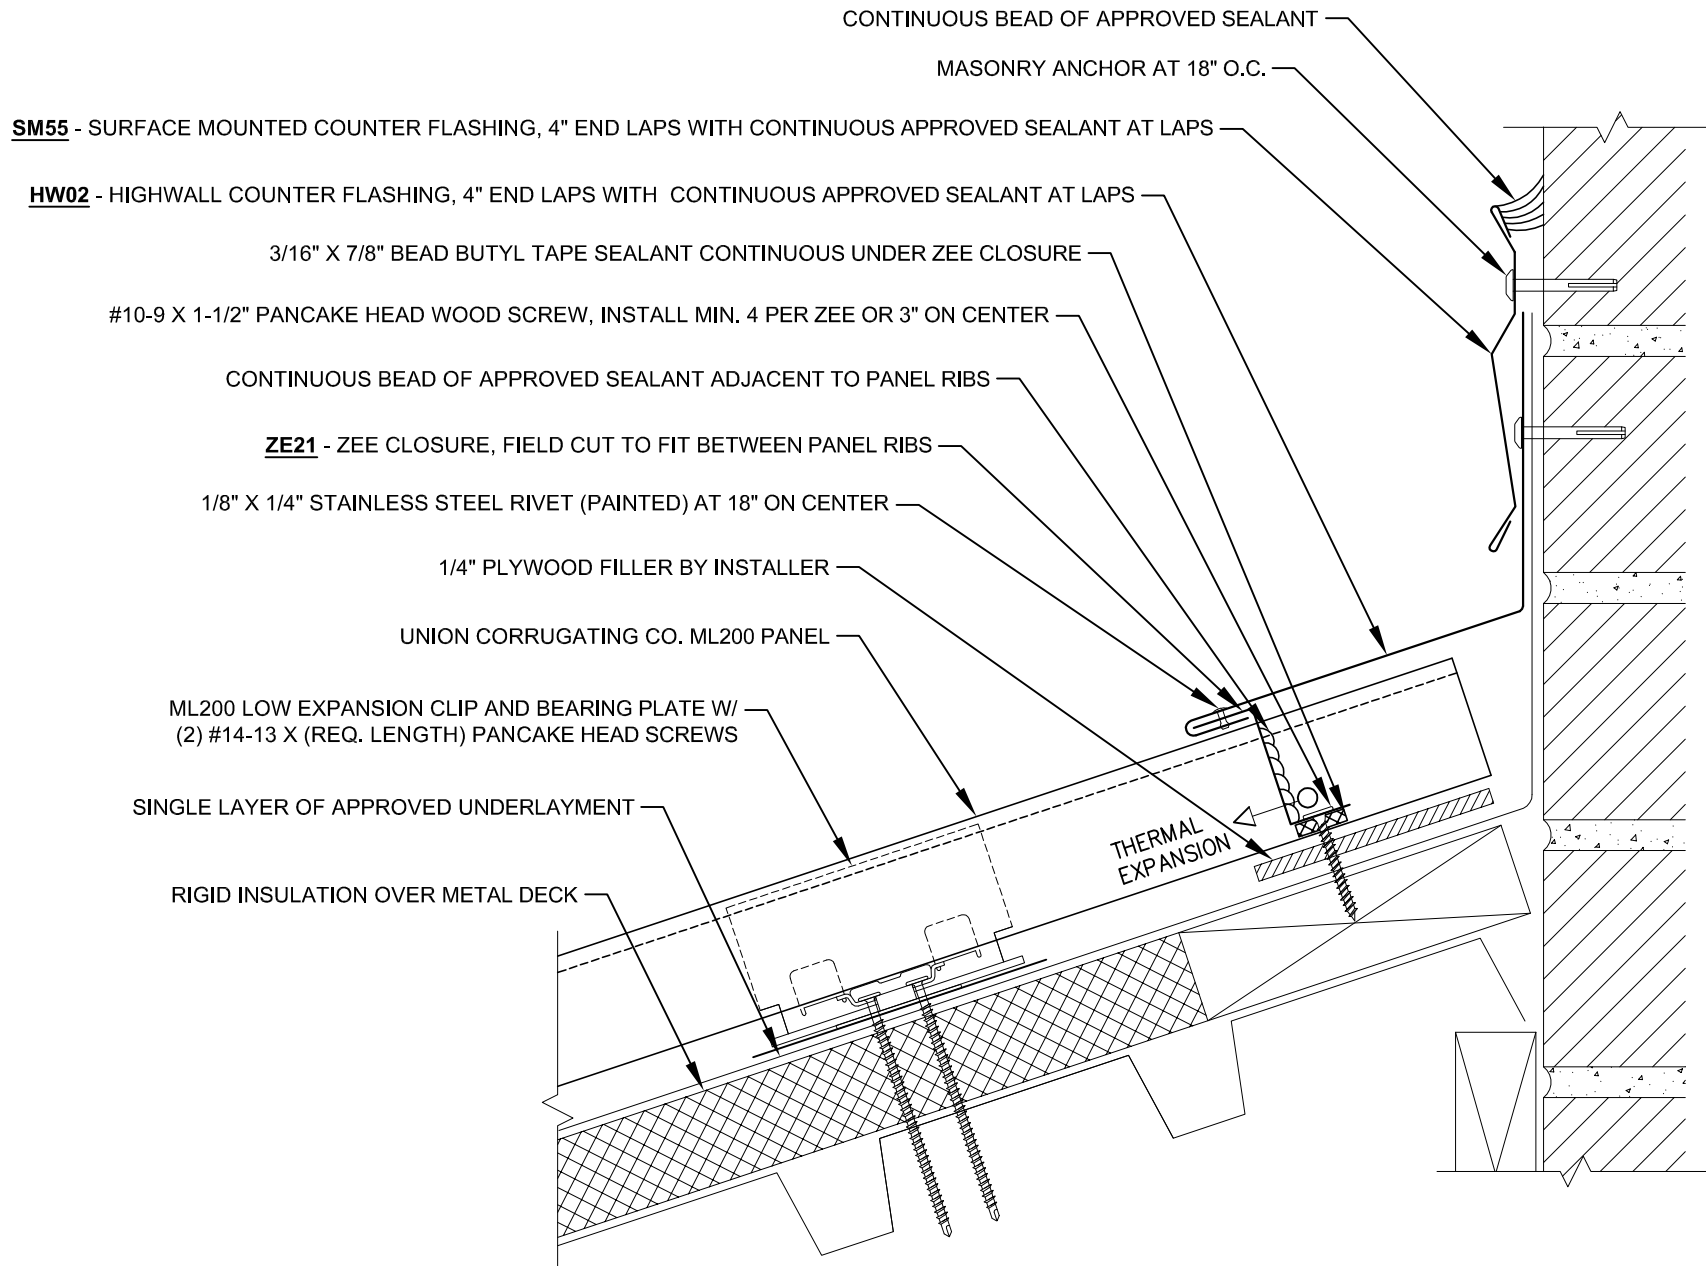 CONTINUOUS BEAD OF APPROVED SEALANT
MASONRY ANCHOR AT 18" O.C.
SM55 - SURFACE MOUNTED COUNTER FLASHING, 4" END LAPS WITH CONTINUOUS APPROVED SEALANT AT LAPS
HW02 - HIGHWALL COUNTER FLASHING, 4" END LAPS WITH CONTINUOUS APPROVED SEALANT AT LAPS
3/16" X 7/8" BEAD BUTYL TAPE SEALANT CONTINUOUS UNDER ZEE CLOSURE
#10-9 X 1-1/2" PANCAKE HEAD WOOD SCREW, INSTALL MIN. 4 PER ZEE OR 3" ON CENTER
CONTINUOUS BEAD OF APPROVED SEALANT ADJACENT TO PANEL RIBS
ZE21 - ZEE CLOSURE, FIELD CUT TO FIT BETWEEN PANEL RIBS
1/8" X 1/4" STAINLESS STEEL RIVET (PAINTED) AT 18" ON CENTER
1/4" PLYWOOD FILLER BY INSTALLER
UNION CORRUGATING CO. ML200 PANEL
ML200 LOW EXPANSION CLIP AND BEARING PLATE W/
(2) #14-13 X (REQ. LENGTH) PANCAKE HEAD SCREWS
SINGLE LAYER OF APPROVED UNDERLAYMENT
RIGID INSULATION OVER METAL DECK
THERMAL
EXPANSION